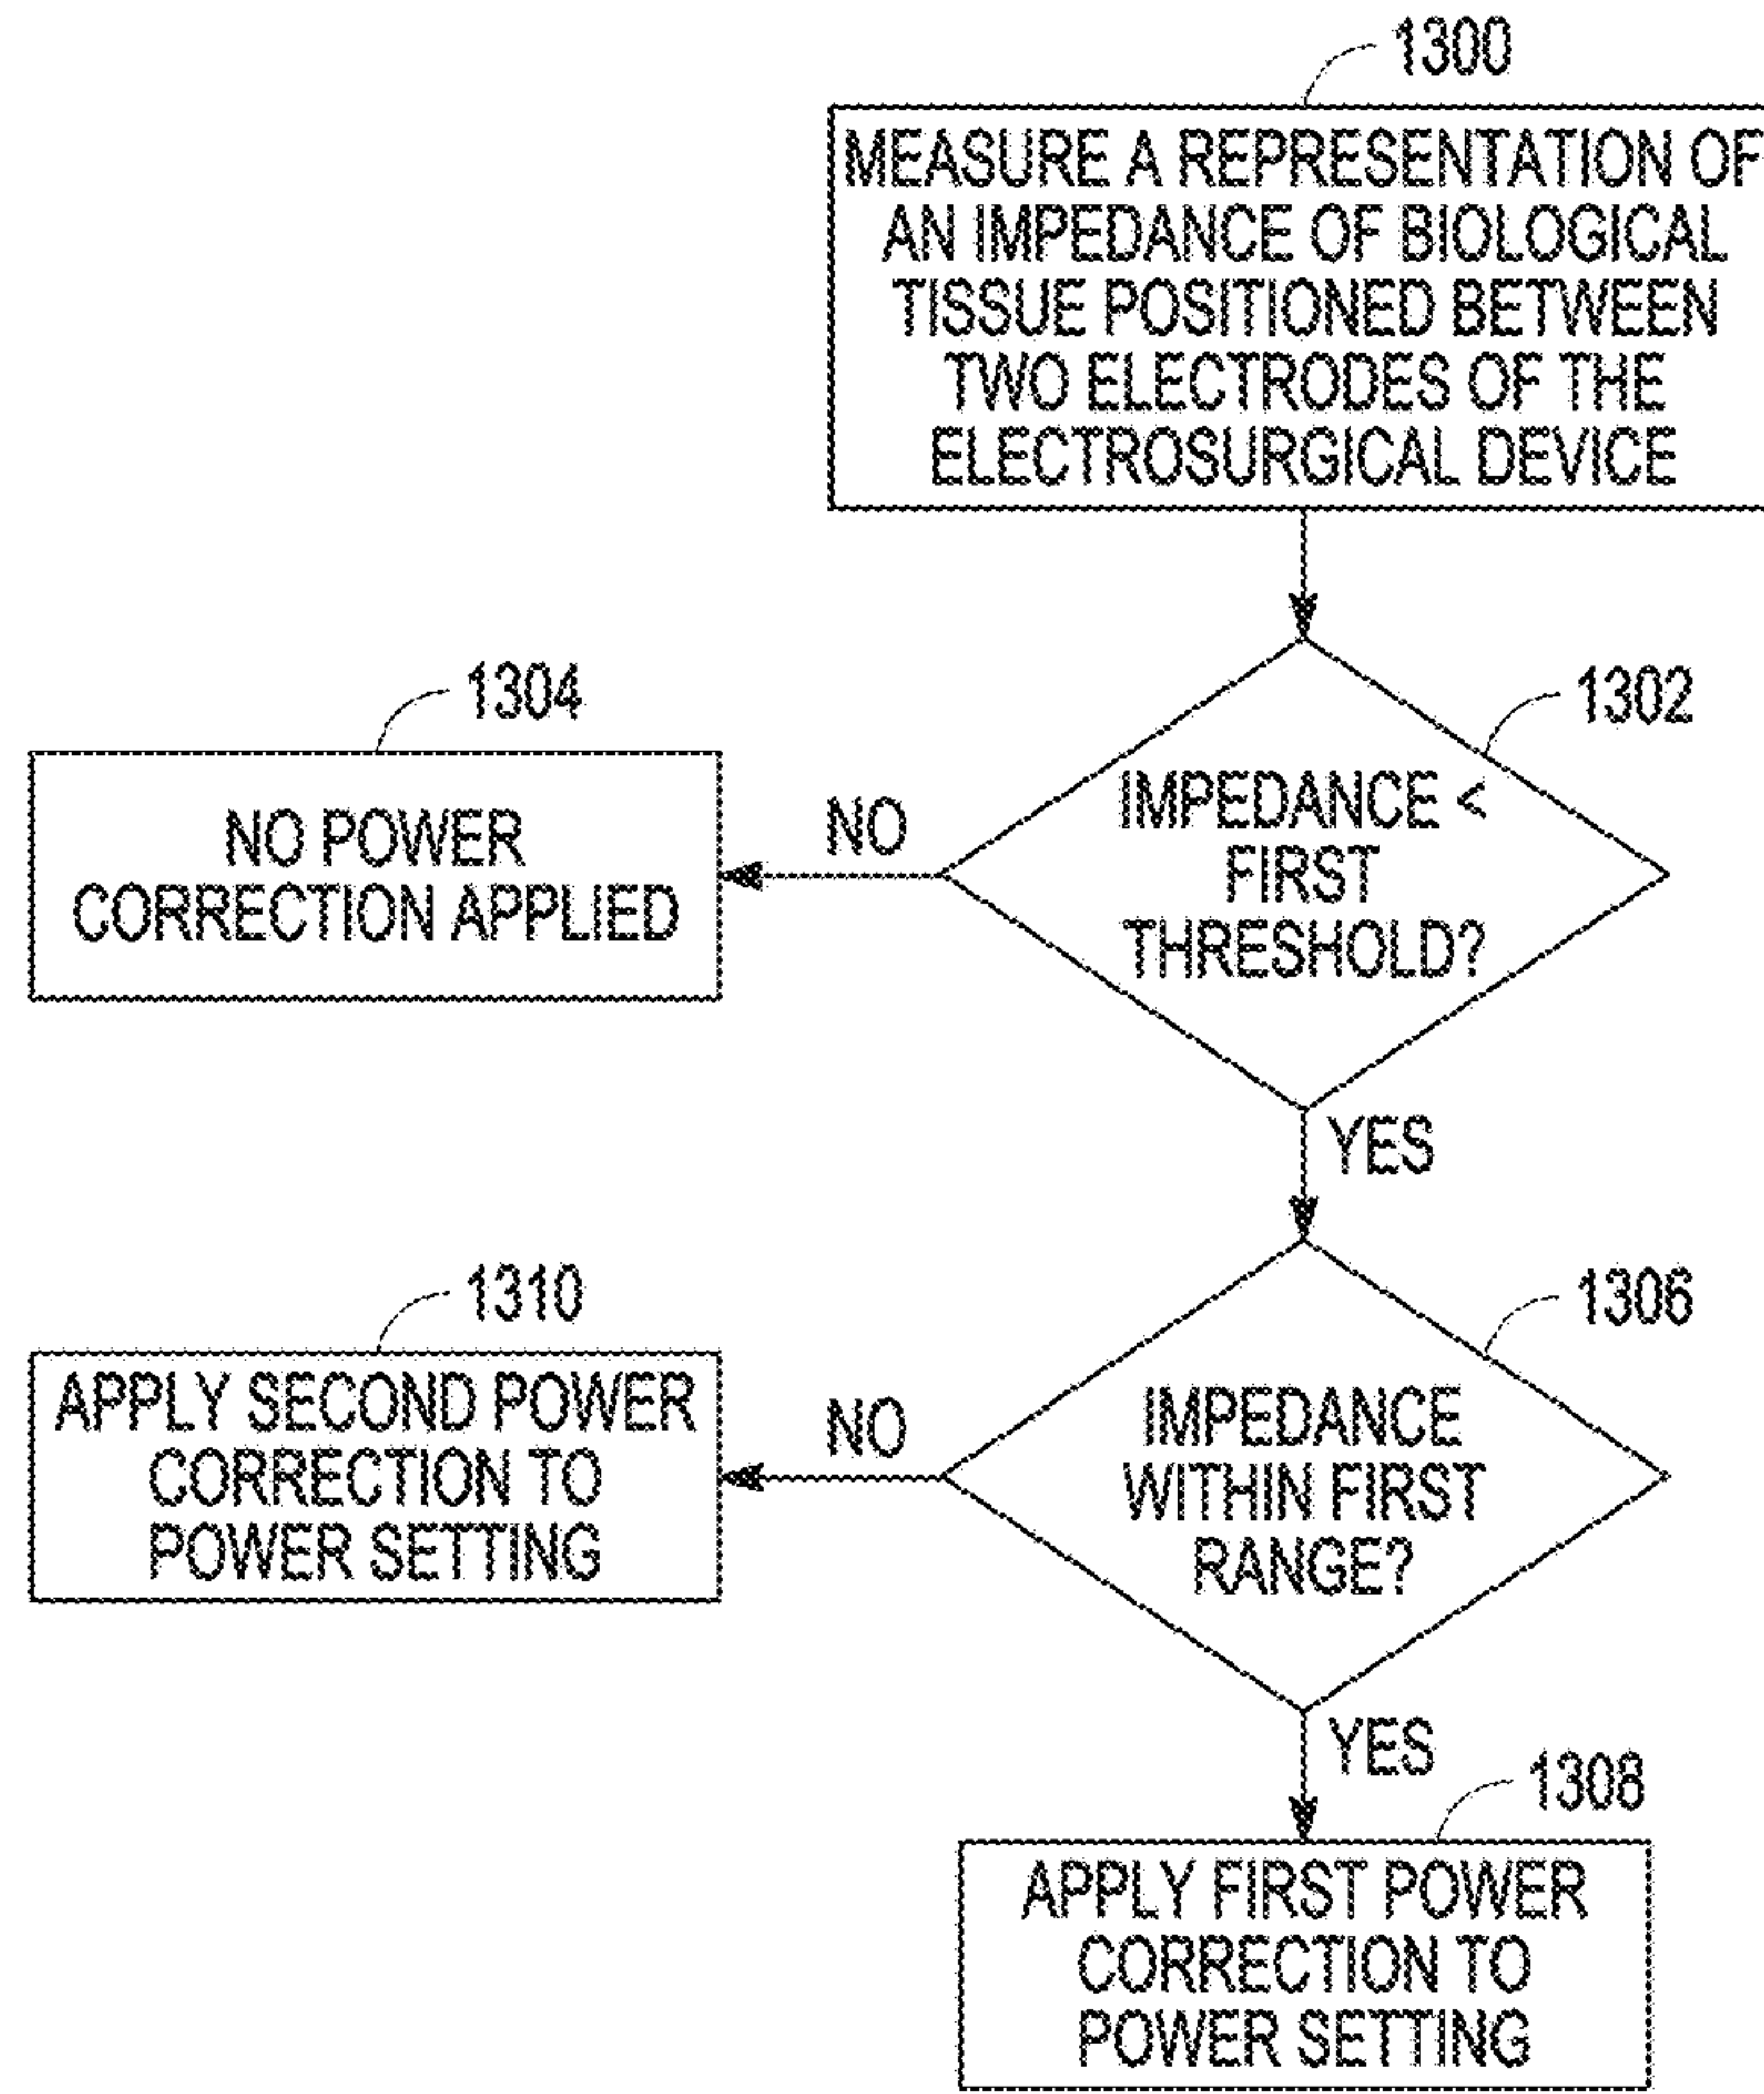 1300
MEASURE A REPRESENTATION OF
AN IMPEDANCE OF BIOLOGICAL
TISSUE POSITIONED BETWEEN
TWO ELECTRODES OF THE
ELECTROSURGICAL DEVICE
1302
IMPEDANCE <
FIRST
THRESHOLD?
NO
1304
NO POWER
CORRECTION APPLIED
YES
1306
IMPEDANCE
WITHIN FIRST
RANGE?
NO
1310
APPLY SECOND POWER
CORRECTION TO
POWER SETTING
YES
1308
APPLY FIRST POWER
CORRECTION TO
POWER SETTING